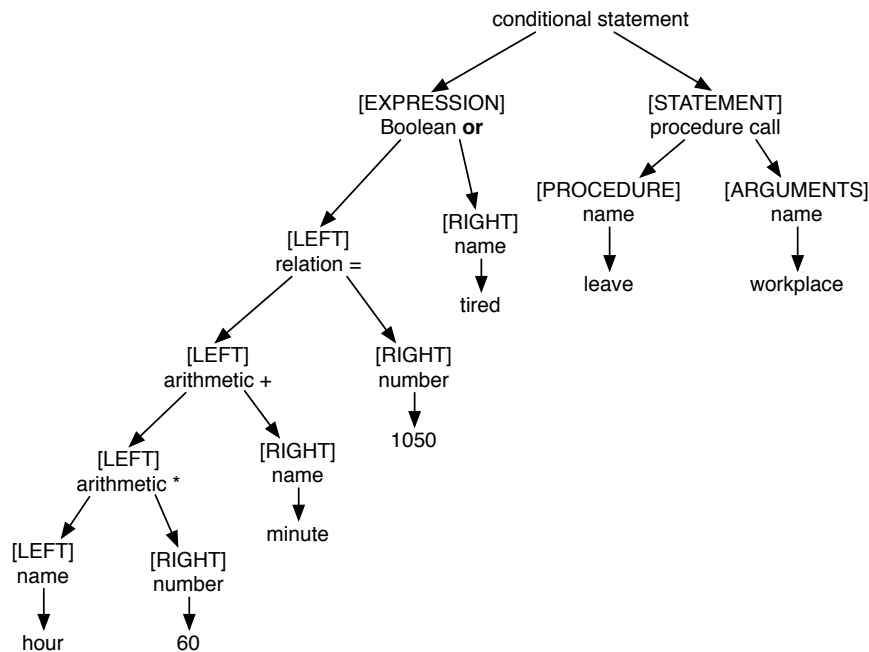 conditional statement
[EXPRESSION]
Boolean or
[STATEMENT]
procedure call
[LEFT]
relation =
[RIGHT]
name
tired
[PROCEDURE]
name
leave
[ARGUMENTS]
name
workplace
[LEFT]
arithmetic +
[RIGHT]
number
1050
[LEFT]
arithmetic *
[RIGHT]
name
minute
[LEFT]
name
hour
[RIGHT]
number
60